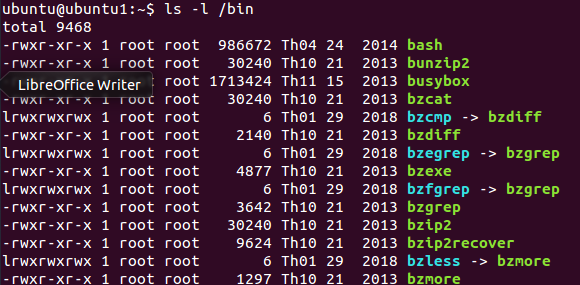 ubuntu@ubuntu1:~$ ls -l /bin
total 9468
-rwxr-xr-x 1 root root  986672 Th04 24  2014 bash
-rwxr-xr-x 1 root root   30240 Th10 21  2013 bunzip2
-rwxr-xr-x 1 root root 1713424 Th11 15  2013 busybox
LibreOffice Writer
-rwxr-xr-x 1 root root   30240 Th10 21  2013 bzcat
lrwxrwxrwx 1 root root       6 Th01 29  2018 bzcmp -> bzdiff
-rwxr-xr-x 1 root root    2140 Th10 21  2013 bzdiff
lrwxrwxrwx 1 root root       6 Th01 29  2018 bzegrep -> bzgrep
-rwxr-xr-x 1 root root    4877 Th10 21  2013 bzexe
lrwxrwxrwx 1 root root       6 Th01 29  2018 bzfgrep -> bzgrep
-rwxr-xr-x 1 root root    3642 Th10 21  2013 bzgrep
-rwxr-xr-x 1 root root   30240 Th10 21  2013 bzip2
-rwxr-xr-x 1 root root    9624 Th10 21  2013 bzip2recover
lrwxrwxrwx 1 root root       6 Th01 29  2018 bzless -> bzmore
-rwxr-xr-x 1 root root    1297 Th10 21  2013 bzmore